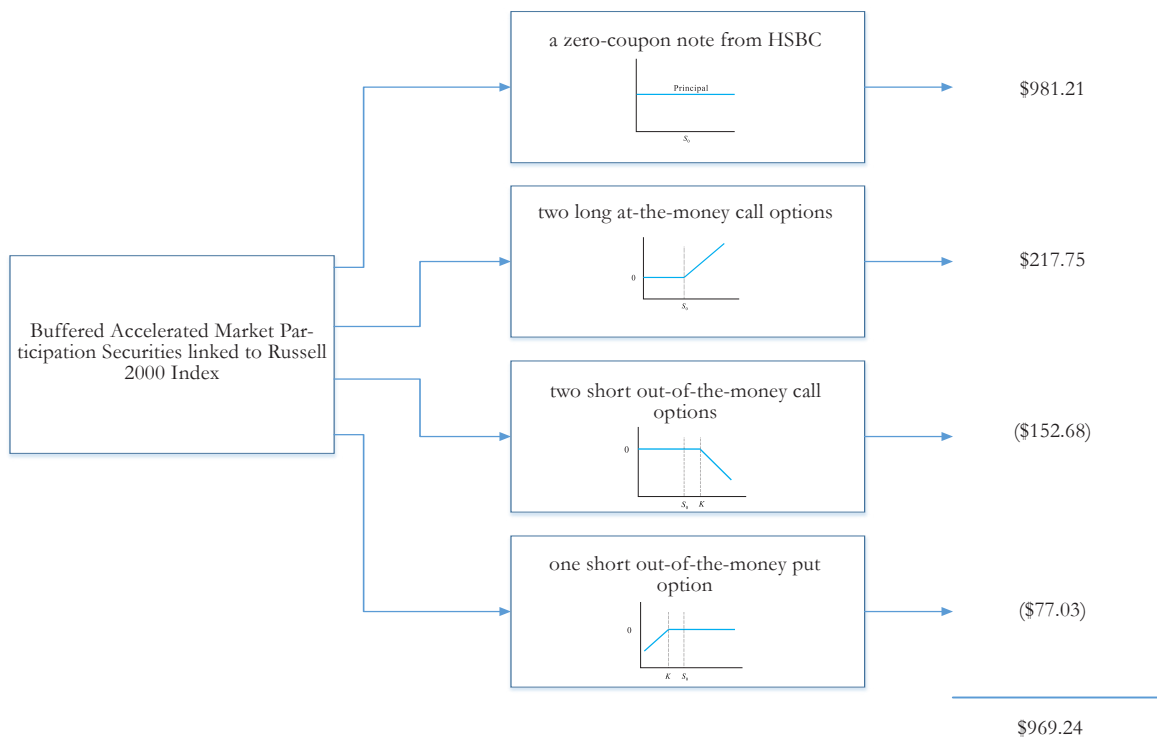 a zero-coupon note from HSBC
Principal
S₀
$981.21
two long at-the-money call options
0
S₀
$217.75
Buffered Accelerated Market Par-
ticipation Securities linked to Russell
2000 Index
two short out-of-the-money call
options
0
S₀ K
($152.68)
one short out-of-the-money put
option
0
K S₀
($77.03)
$969.24